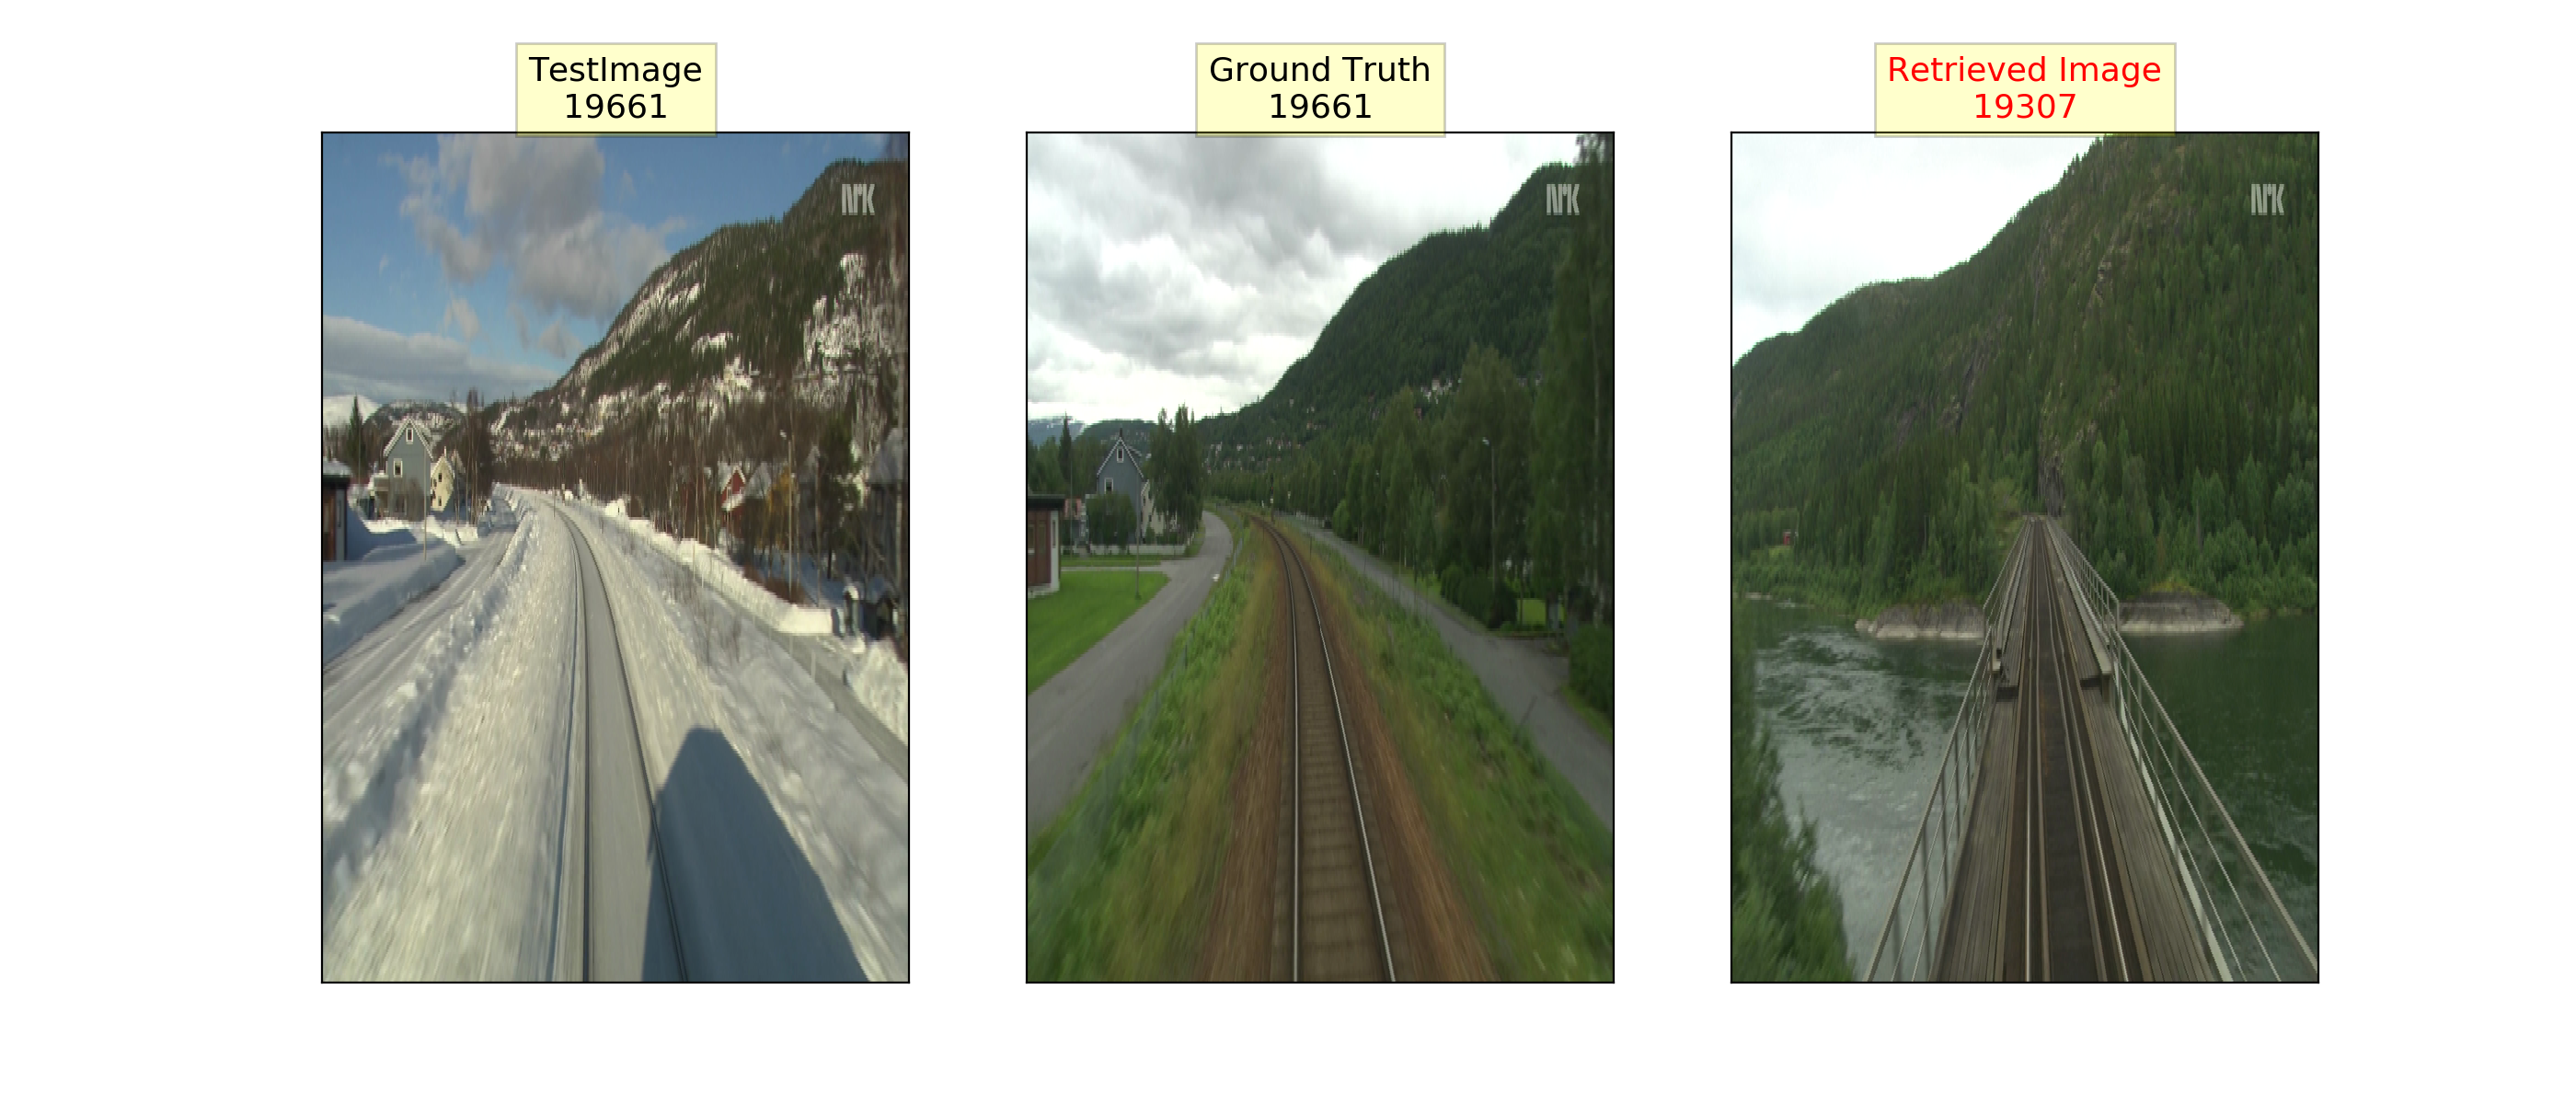 TestImage
19661
Ground Truth
19661
Retrieved Image
19307
NRK
NRK
NRK